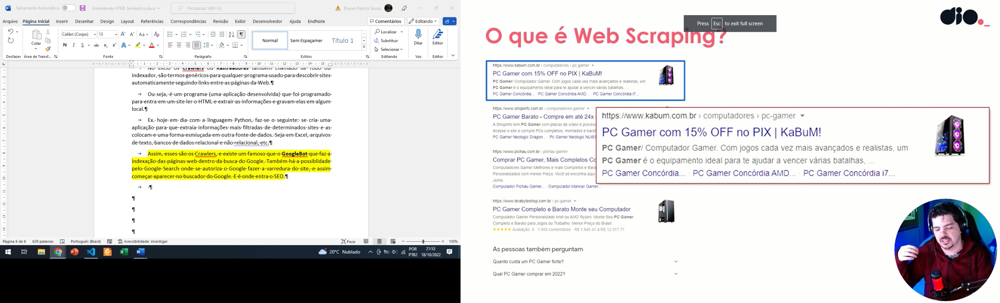 Salvamento Automático
Entendendo HTML Semântico.docx
Pesquisar (Alt+G)
Brayan Petrick Souza
Arquivo Página Inicial Inserir Desenhar Design Layout Referências Correspondências Revisão Exibir Desenvolvedor Ajuda EndNote
Comentários Editando
Colar
Calibri (Corpo) 13
Normal Sem Espaçamer Título 1
Localizar
Substituir
Selecionar
Ditar
Editor
Desfazer Área de Transf... Fonte Parágrafo Estilos Editando Voz Editor
No início os Crawlers ou Rastreadores também chamado de robô ou
indexador, são termos genéricos para qualquer programa usado para descobrir sites
automaticamente seguindo links entre as páginas da Web.¶
→ Ou seja, é um programa (uma aplicação desenvolvida) que foi programado
para entra em um site ler o HTML e extrair as informações e gravam elas em algum
local.¶
→ Ex. hoje em dia com a linguagem Python, faz-se o seguinte: se cria uma
aplicação para que extraia informações mais filtradas de determinados sites e as
colocam e uma forma esmiuçada em outra fonte de dados. Seja em Excel, arquivos
de texto, bancos de dados relacional e não relacional, etc.¶
→ Assim, esses são os Crawlers, e existe um famoso que o GoogleBot que faz a
indexação das páginas web dentro da busca do Google. Também há a possiblidade
pelo Google Search onde se autoriza o Google fazer a varredura do site, e assim
começar aparecer no buscador do Google. E é onde entra o SEO.¶
→ ·¶
¶
¶
¶
¶
Página 6 de 6 639 palavras Português (Brasil) Acessibilidade: investigar Foco 100%
20°C Nublado
POR
PTB2
21:53
18/10/2022
dio._
Press Esc to exit full screen
O que é Web Scraping?
https://www.kabum.com.br › computadores › pc-gamer
PC Gamer com 15% OFF no PIX | KaBuM!
PC Gamer/ Computador Gamer. Com jogos cada vez mais avançados e realistas, um
PC Gamer é o equipamento ideal para te ajudar a vencer várias batalhas, ...
PC Gamer Concórdia... · PC Gamer Concórdia AMD... · PC Gamer Concórdia i7...
https://www.shopinfo.com.br › computadores-gamer
PC Gamer Barato - Compre em até 24x
A Shopinfo tem PC Gamer com placas de vídeo e proces
Acesse o site e compre PCs completos, montados e barat
PC Gamer Neologic Dragon... · Pc Gamer Neologic NLI83
https://www.kabum.com.br › computadores › pc-gamer
PC Gamer com 15% OFF no PIX | KaBuM!
PC Gamer/ Computador Gamer. Com jogos cada vez mais avançados e realistas, um
PC Gamer é o equipamento ideal para te ajudar a vencer várias batalhas, ...
PC Gamer Concórdia... · PC Gamer Concórdia AMD... · PC Gamer Concórdia i7...
https://www.pichau.com.br › pichau-gamer
Comprar PC Gamer, Mais Completos Co
Computadores Gamer Melhores e mais Completos e Bara
Personalizados com menor Preço. Você só encontra aqui
Juros.
Computador Pichau Gamer... · Computador Mancer Gamer...
https://www.terabyteshop.com.br › pc-gamer
PC Gamer Completo e Barato Monte seu Computador
Computador Gamer Personalizado Intel ou AMD Ryzen. Monte Seu PC Gamer
Completo e Barato para Jogos ou Trabalho, Menor Preço do Brasil.
★★★★★ Avaliação: 5 · 1.955 comentários · R$ 1.940,41 a R$ 12.317,71
As pessoas também perguntam
Quanto custa um PC Gamer forte?
Qual PC Gamer comprar em 2022?